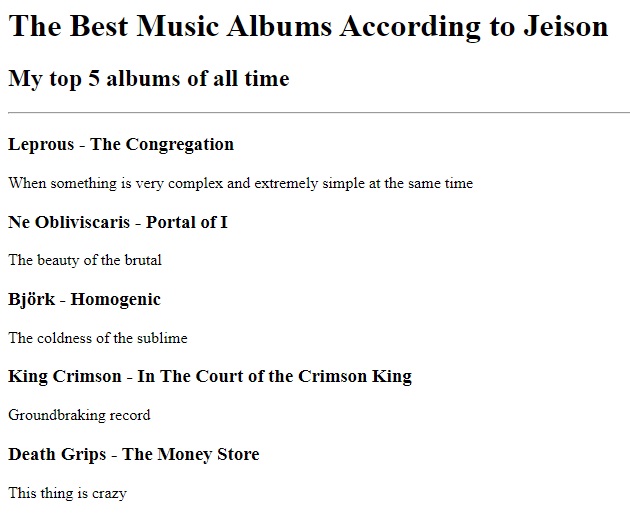 The Best Music Albums According to Jeison
My top 5 albums of all time
Leprous - The Congregation
When something is very complex and extremely simple at the same time
Ne Obliviscaris - Portal of I
The beauty of the brutal
Björk - Homogenic
The coldness of the sublime
King Crimson - In The Court of the Crimson King
Groundbraking record
Death Grips - The Money Store
This thing is crazy